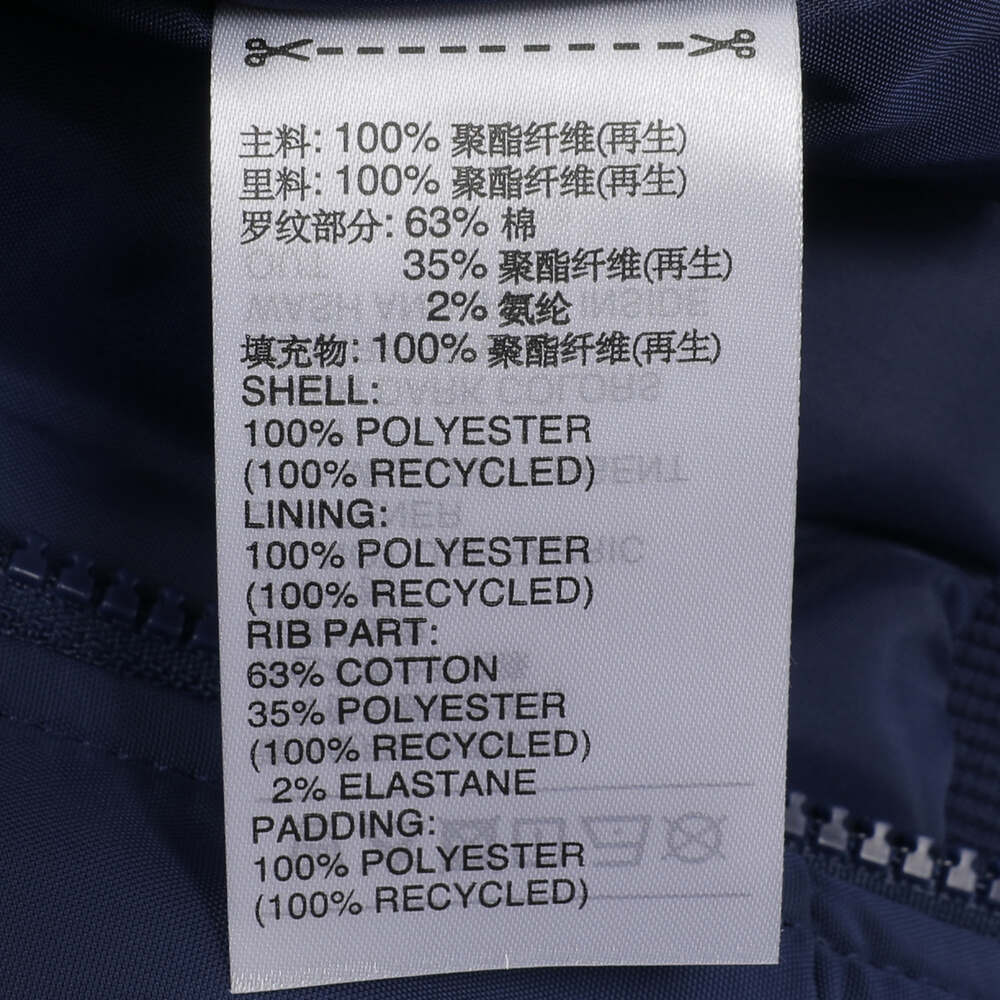 主料: 100% 聚酯纤维(再生)
里料: 100% 聚酯纤维(再生)
罗纹部分: 63% 棉
35% 聚酯纤维(再生)
2% 氨纶
填充物: 100% 聚酯纤维(再生)
SHELL:
100% POLYESTER
(100% RECYCLED)
LINING:
100% POLYESTER
(100% RECYCLED)
RIB PART:
63% COTTON
35% POLYESTER
(100% RECYCLED)
2% ELASTANE
PADDING:
100% POLYESTER
(100% RECYCLED)